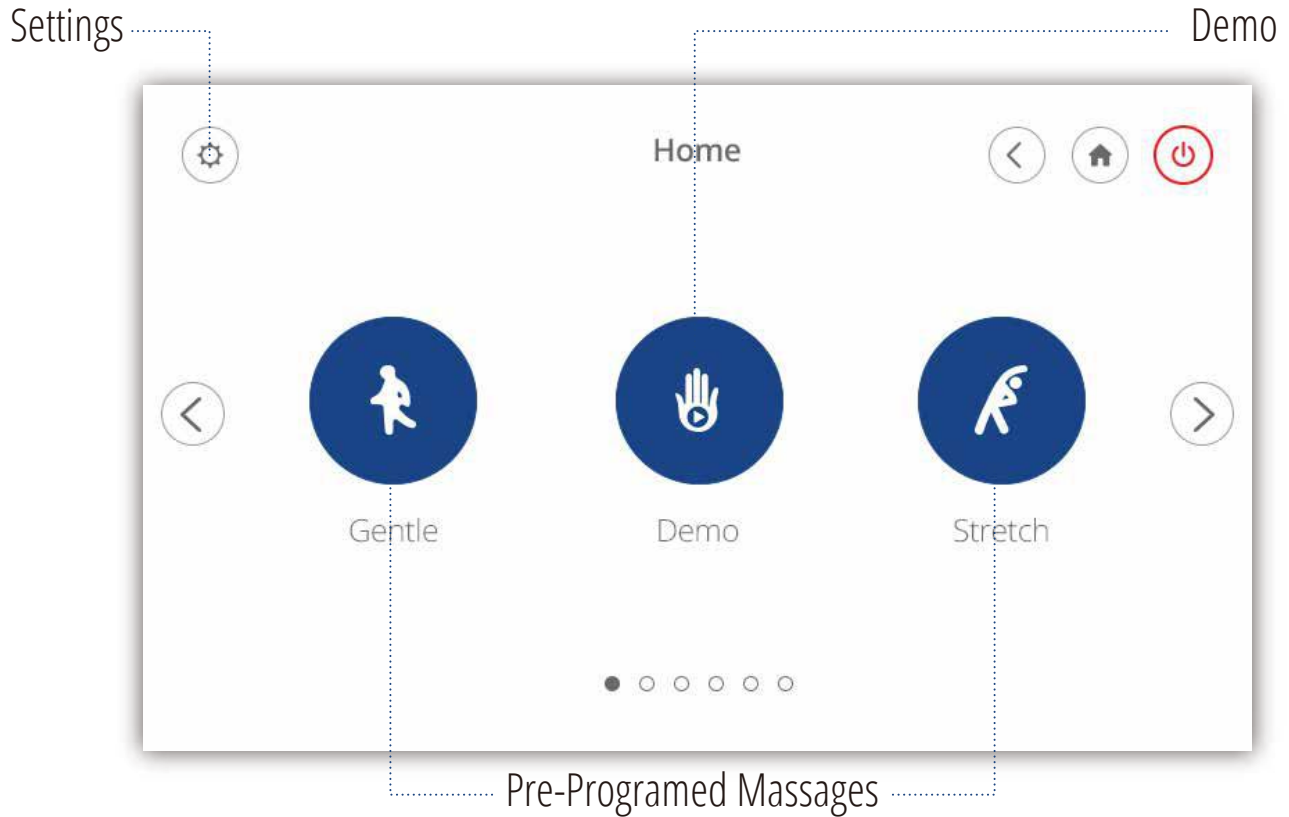 Settings
Demo
Home
Gentle
Demo
Stretch
Pre-Programed Massages